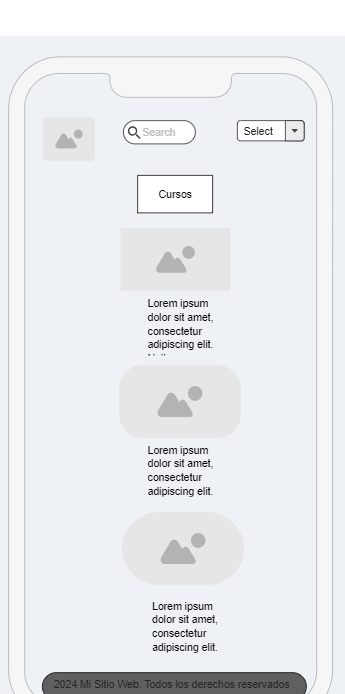 Search
Select
Cursos
Lorem ipsum
dolor sit amet,
consectetur
adipiscing elit.
Lorem ipsum
dolor sit amet,
consectetur
adipiscing elit.
Lorem ipsum
dolor sit amet,
consectetur
adipiscing elit.
2024 Mi Sitio Web. Todos los derechos reservados